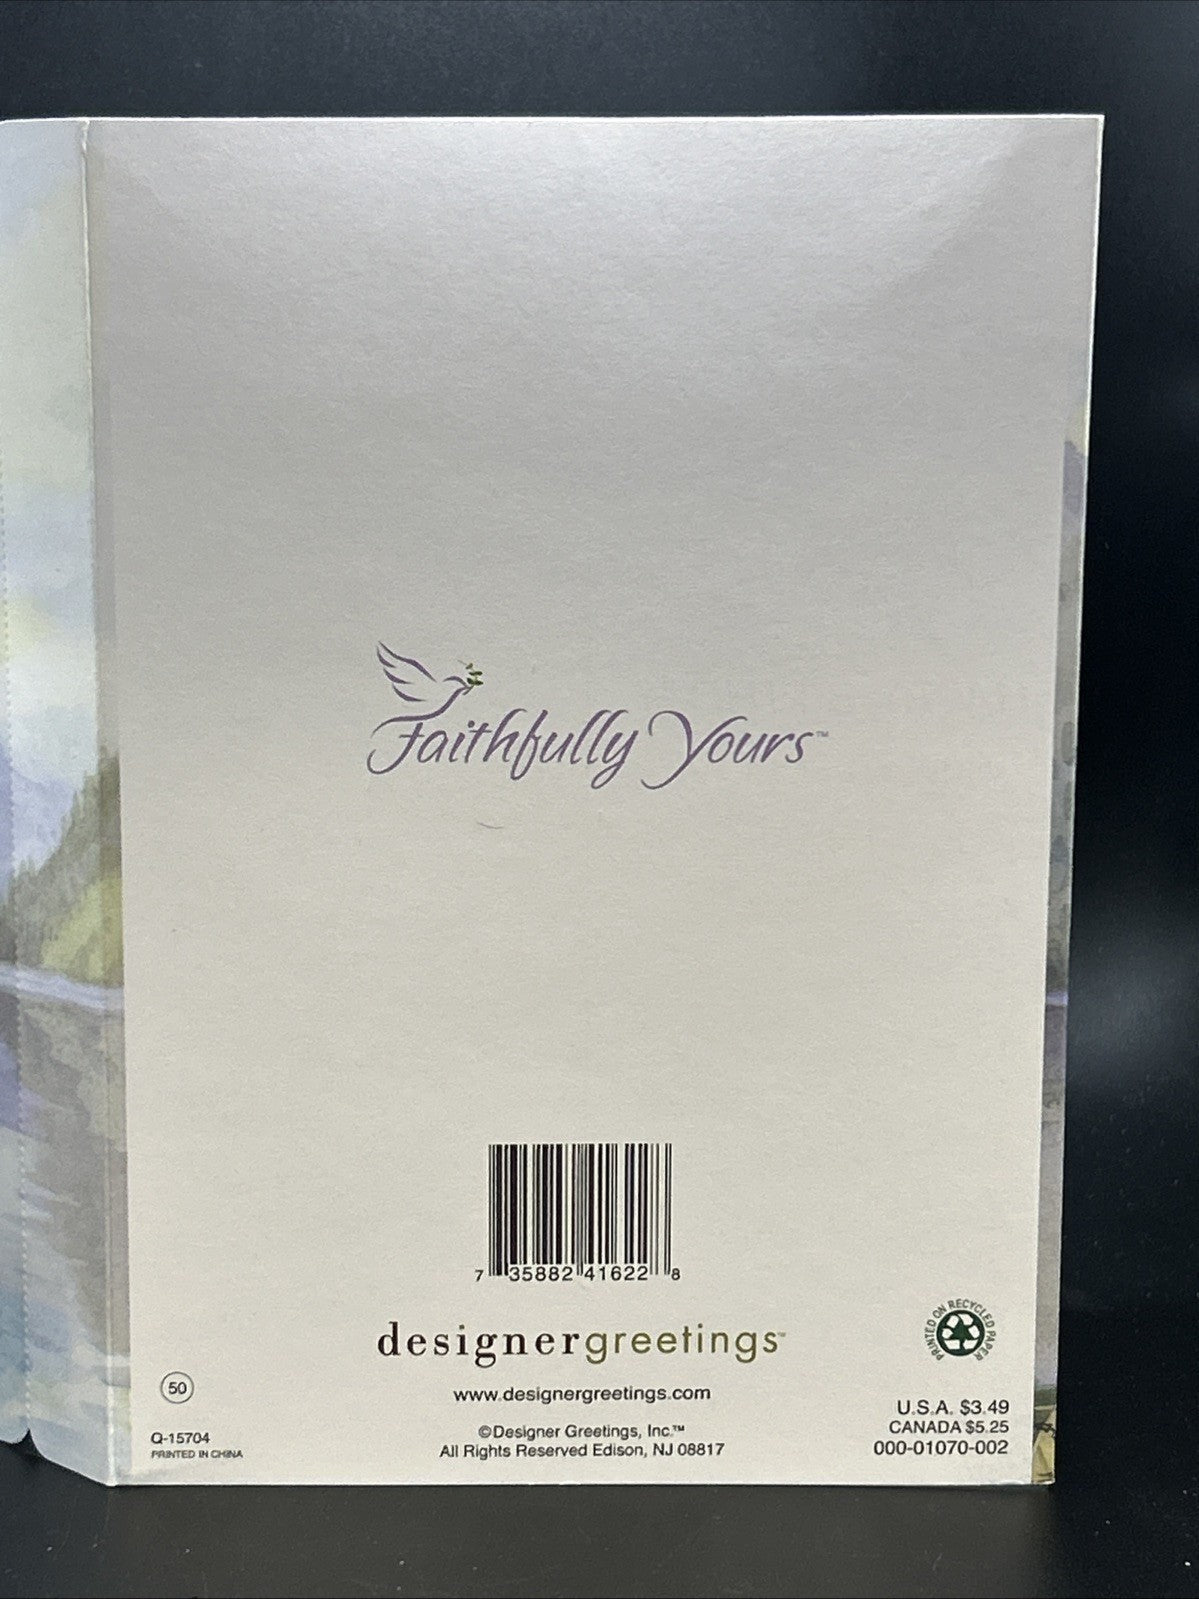 Faithfully Yours™
7 35882 41622 8
designergreetings™
www.designergreetings.com
©Designer Greetings, Inc.™
All Rights Reserved Edison, NJ 08817
50
Q-15704
PRINTED IN CHINA
PRINTED ON RECYCLED PAPER
U.S.A. $3.49
CANADA $5.25
000-01070-002